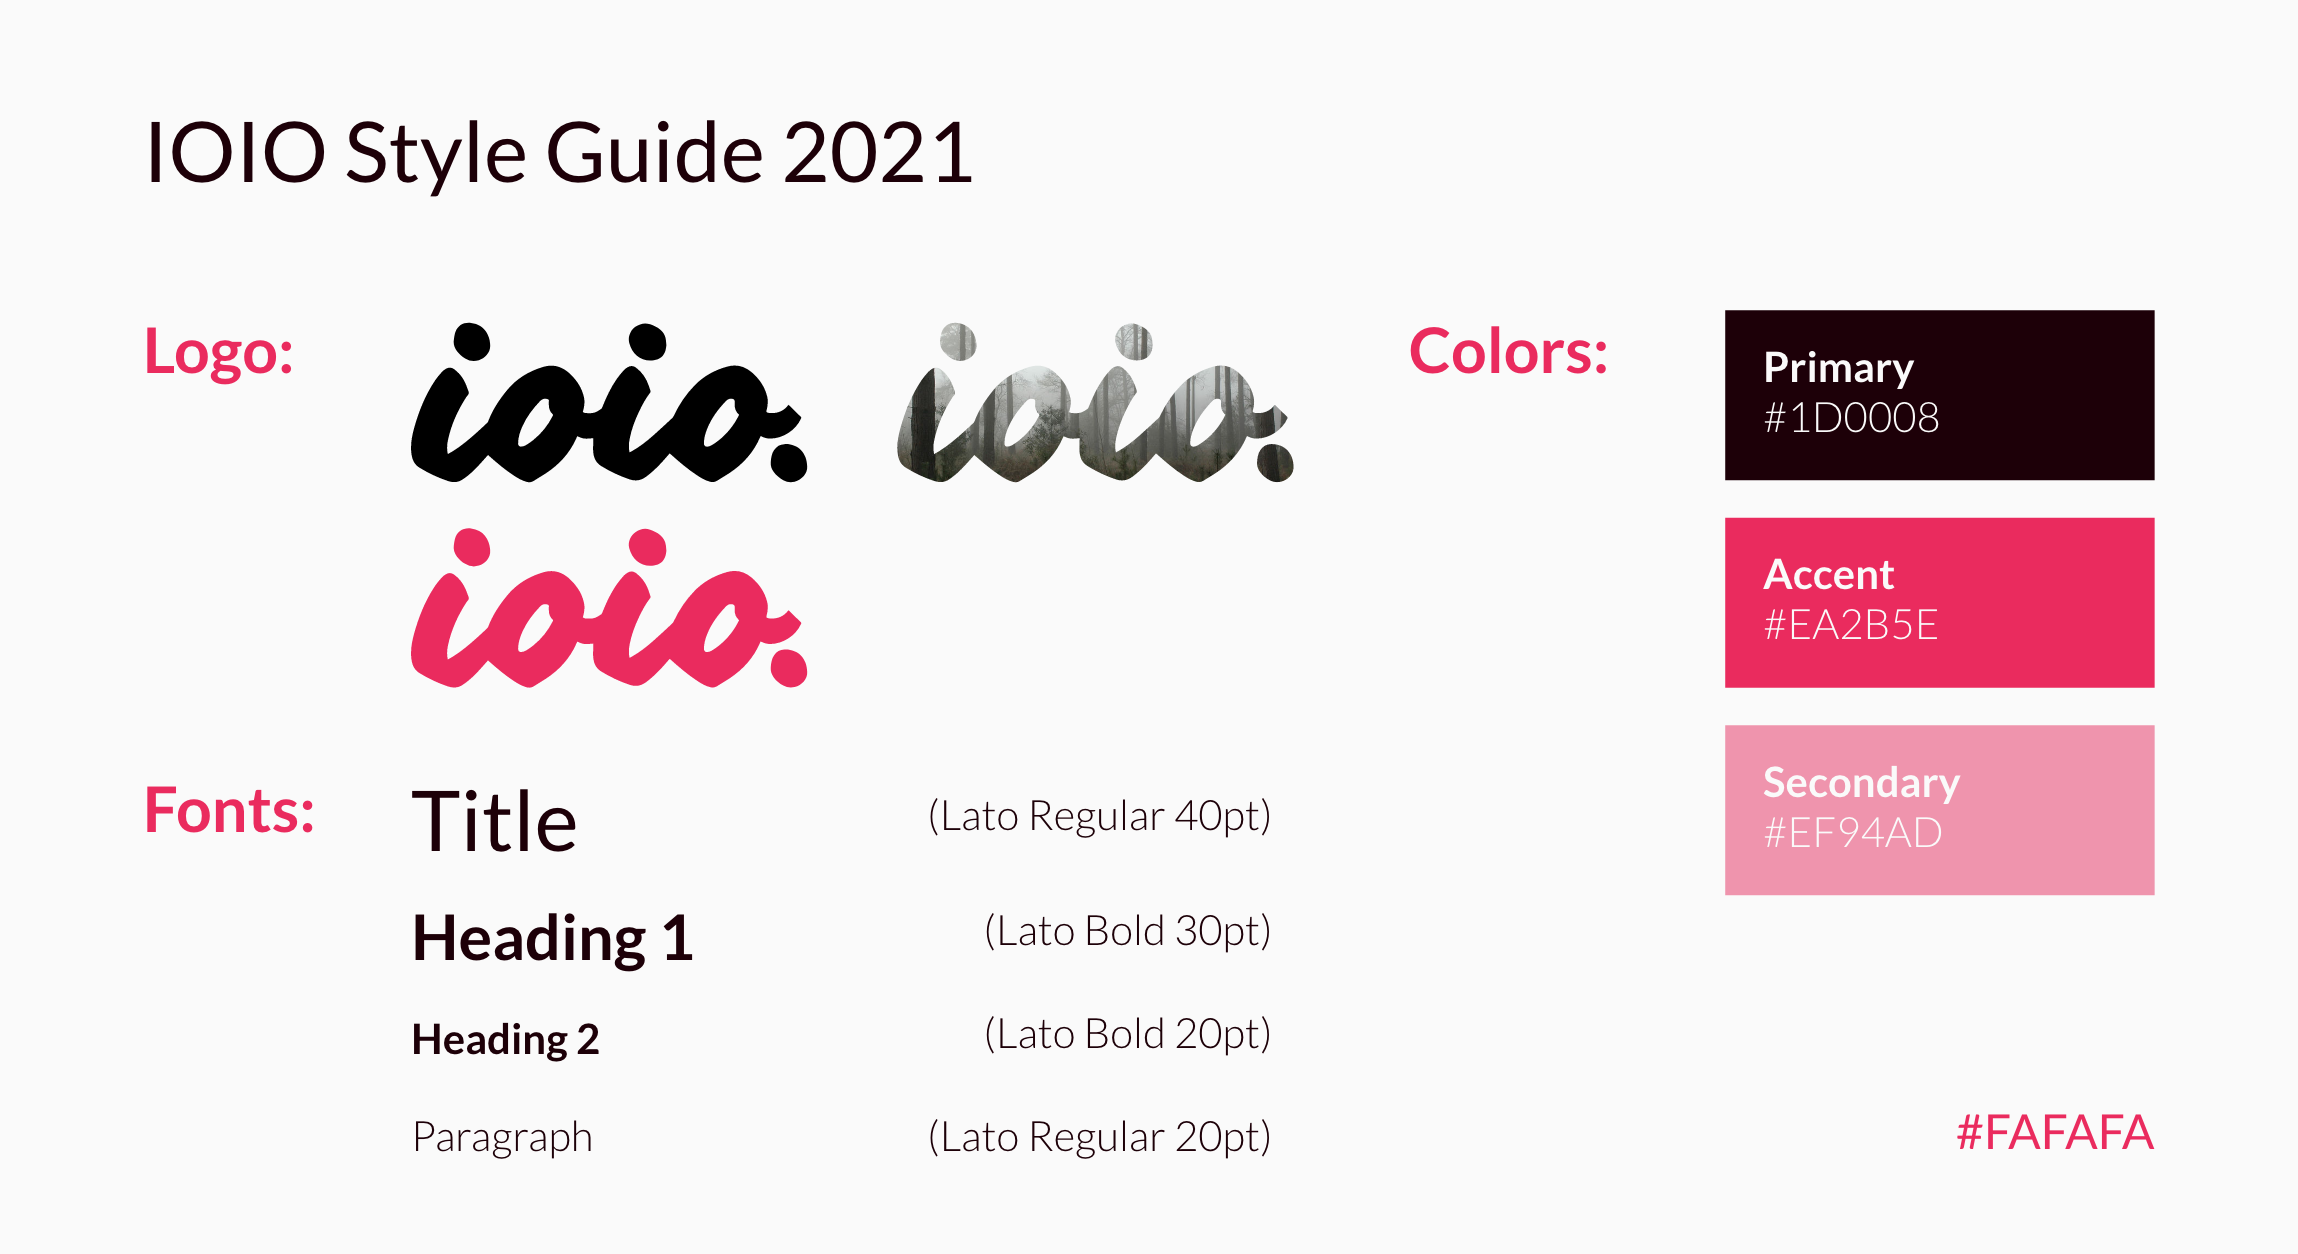 IOIO Style Guide 2021
Logo:
ioio.
ioio.
ioio.
Colors:
Primary
#1D0008
Accent
#EA2B5E
Secondary
#EF94AD
Fonts:
Title (Lato Regular 40pt)
Heading 1 (Lato Bold 30pt)
Heading 2 (Lato Bold 20pt)
Paragraph (Lato Regular 20pt)
#FAFAFA